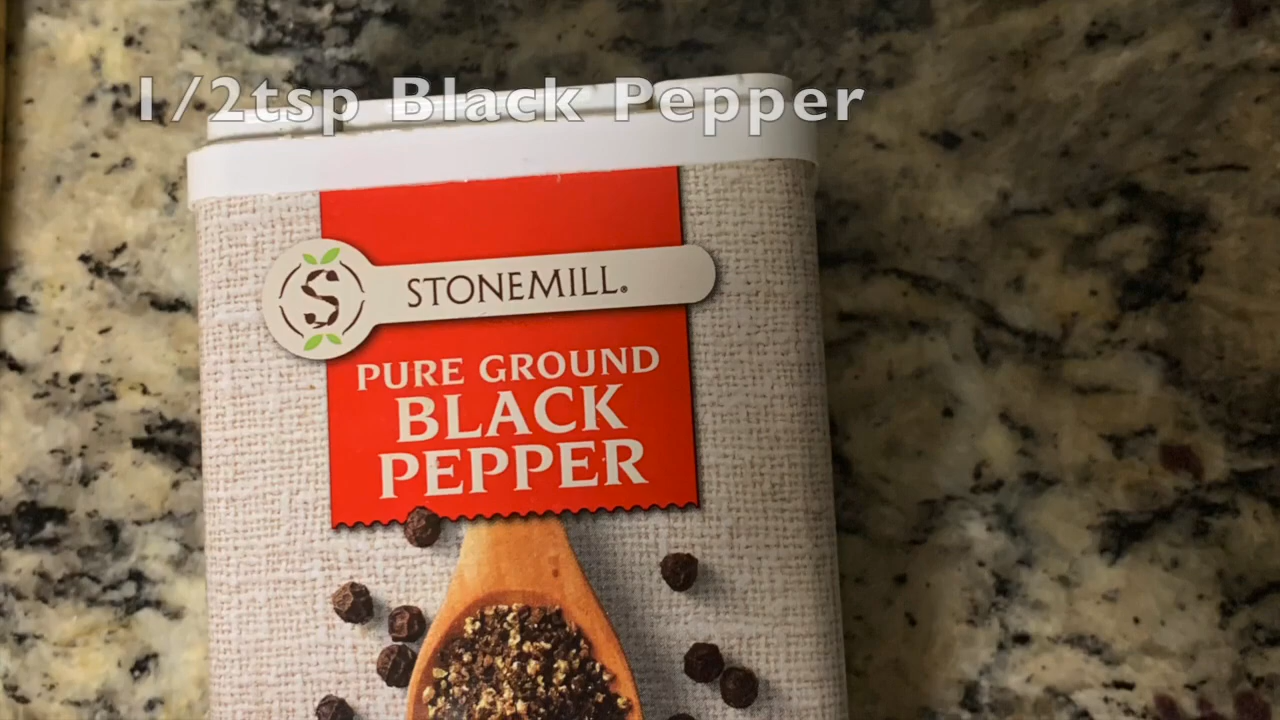 1/2tsp Black Pepper
S
STONEMILL®
PURE GROUND
BLACK
PEPPER